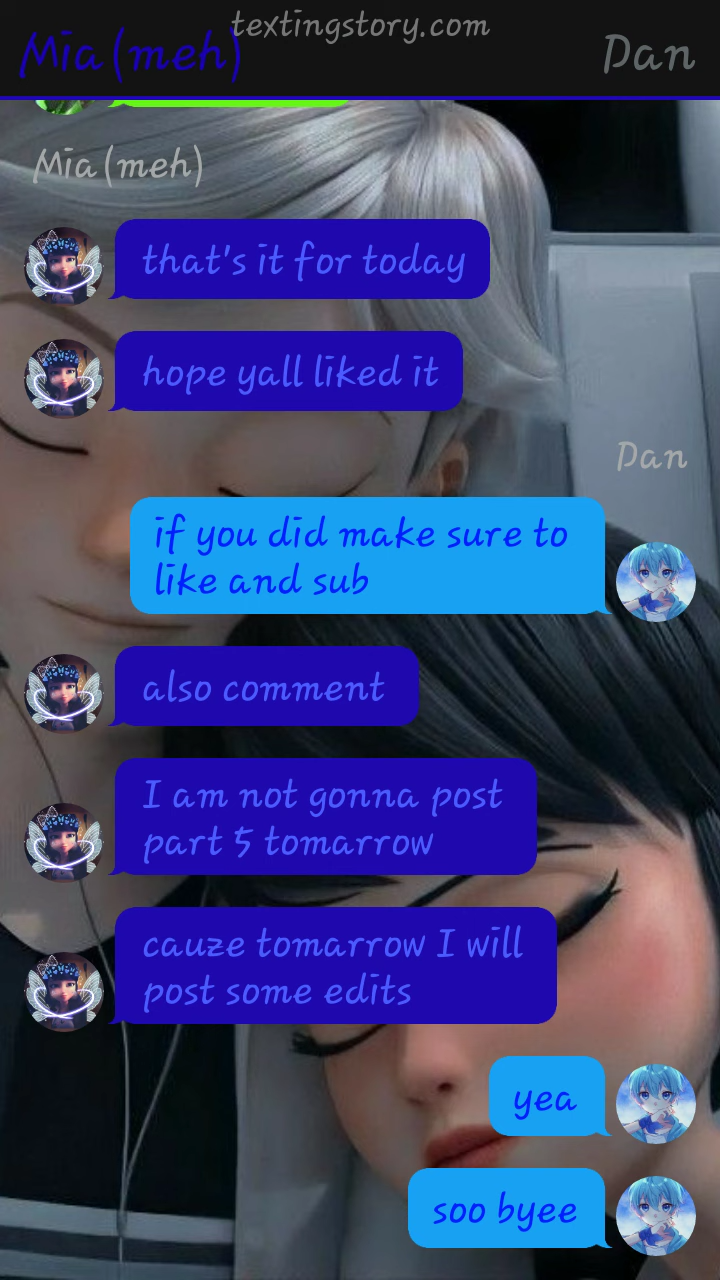 textingstory.com
Mia (meh)
Dan
Mia (meh)
that's it for today
hope yall liked it
Dan
if you did make sure to
like and sub
also comment
I am not gonna post
part 5 tomarrow
cauze tomarrow I will
post some edits
yea
soo byee